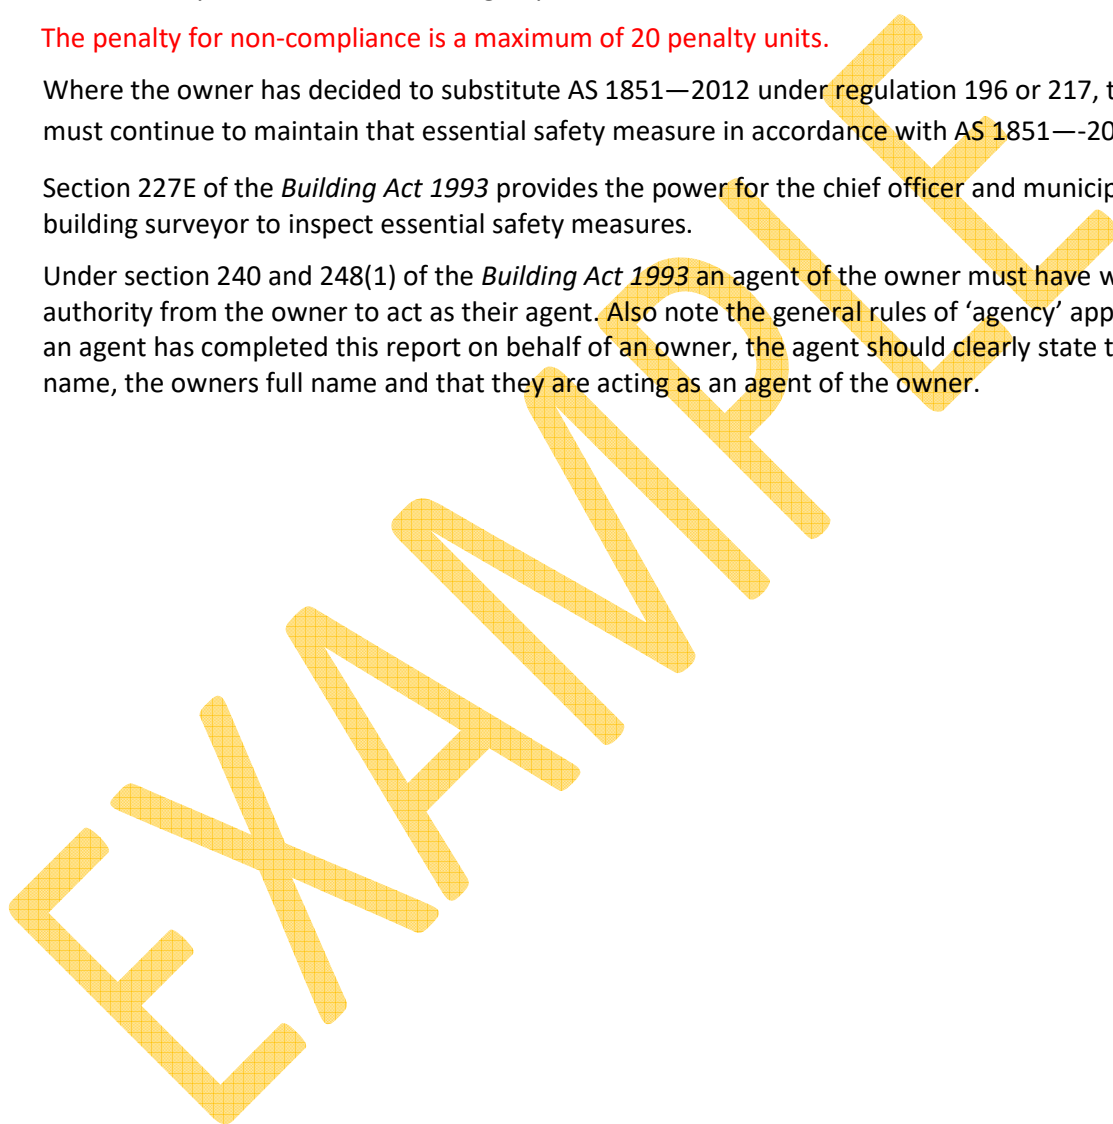 The penalty for non-compliance is a maximum of 20 penalty units.
Where the owner has decided to substitute AS 1851—2012 under regulation 196 or 217, t
must continue to maintain that essential safety measure in accordance with AS 1851—-20
Section 227E of the Building Act 1993 provides the power for the chief officer and municip
building surveyor to inspect essential safety measures.
Under section 240 and 248(1) of the Building Act 1993 an agent of the owner must have w
authority from the owner to act as their agent. Also note the general rules of ‘agency’ app
an agent has completed this report on behalf of an owner, the agent should clearly state t
name, the owners full name and that they are acting as an agent of the owner.
EXAMPLE